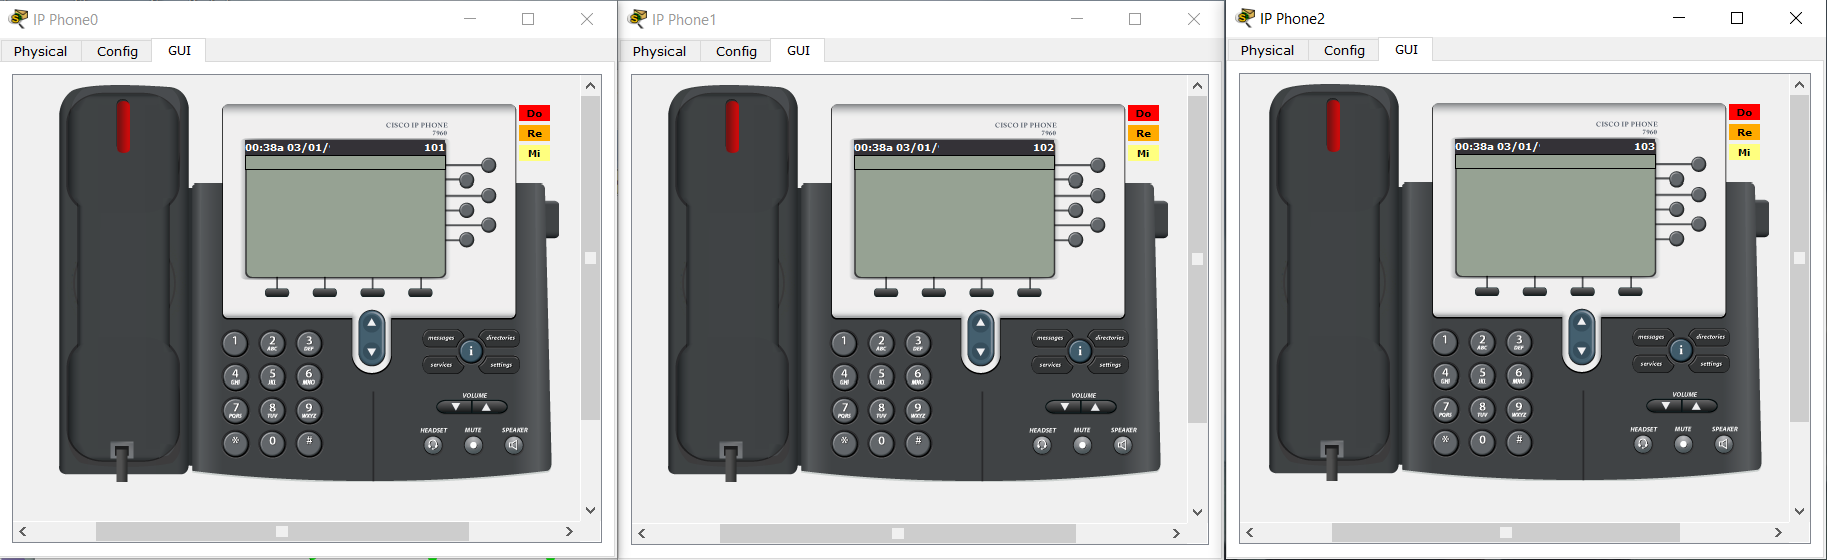 IP Phone0
Physical Config GUI
CISCO IP PHONE
7960
00:38a 03/01/ 101
Do
Re
Mi
1 2 ABC 3 DEF
4 GHI 5 JKL 6 MNO
7 PQRS 8 TUV 9 WXYZ
* 0 #
messages directories
i
services settings
VOLUME
HEADSET MUTE SPEAKER
IP Phone1
Physical Config GUI
CISCO IP PHONE
7960
00:38a 03/01/ 102
Do
Re
Mi
1 2 ABC 3 DEF
4 GHI 5 JKL 6 MNO
7 PQRS 8 TUV 9 WXYZ
* 0 #
messages directories
i
services settings
VOLUME
HEADSET MUTE SPEAKER
IP Phone2
Physical Config GUI
CISCO IP PHONE
7960
00:38a 03/01/ 103
Do
Re
Mi
1 2 ABC 3 DEF
4 GHI 5 JKL 6 MNO
7 PQRS 8 TUV 9 WXYZ
* 0 #
messages directories
i
services settings
VOLUME
HEADSET MUTE SPEAKER